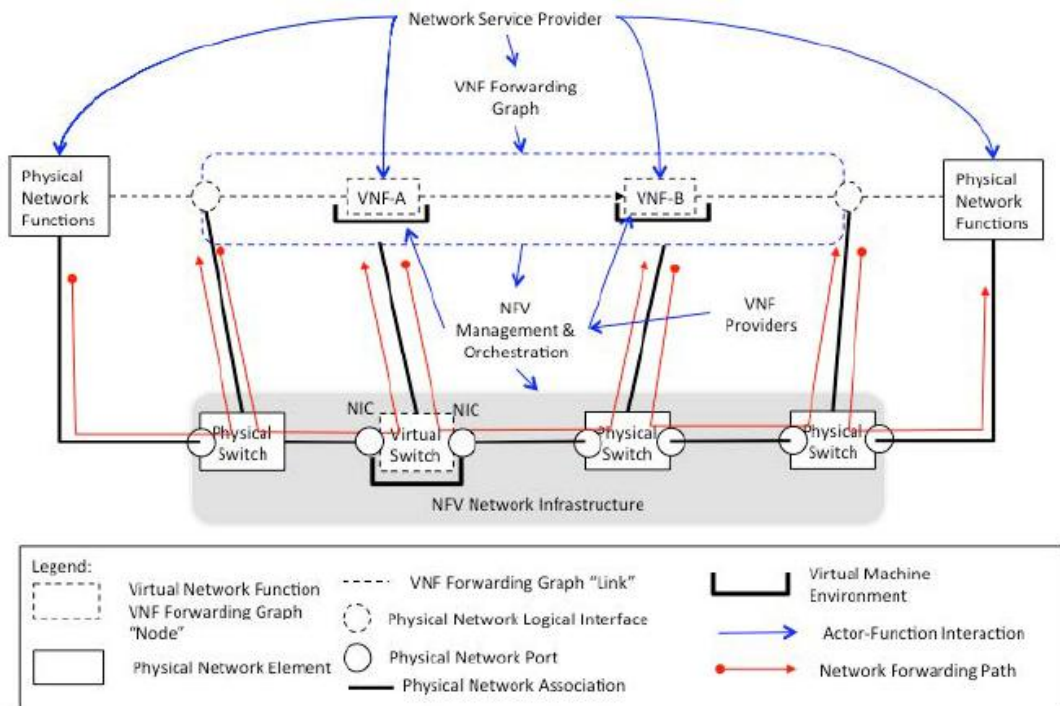 Network Service Provider
VNF Forwarding
Graph
Physical
Network
Functions
VNF-A
VNF-B
Physical
Network
Functions
NFV
Management &
Orchestration
VNF
Providers
NIC
NIC
Physical
Switch
Virtual
Switch
Physical
Switch
Physical
Switch
NFV Network Infrastructure
Legend:
Virtual Network Function
VNF Forwarding Graph
"Node"
Physical Network Element
VNF Forwarding Graph "Link"
Physical Network Logical Interface
Physical Network Port
Physical Network Association
Virtual Machine
Environment
Actor-Function Interaction
Network Forwarding Path